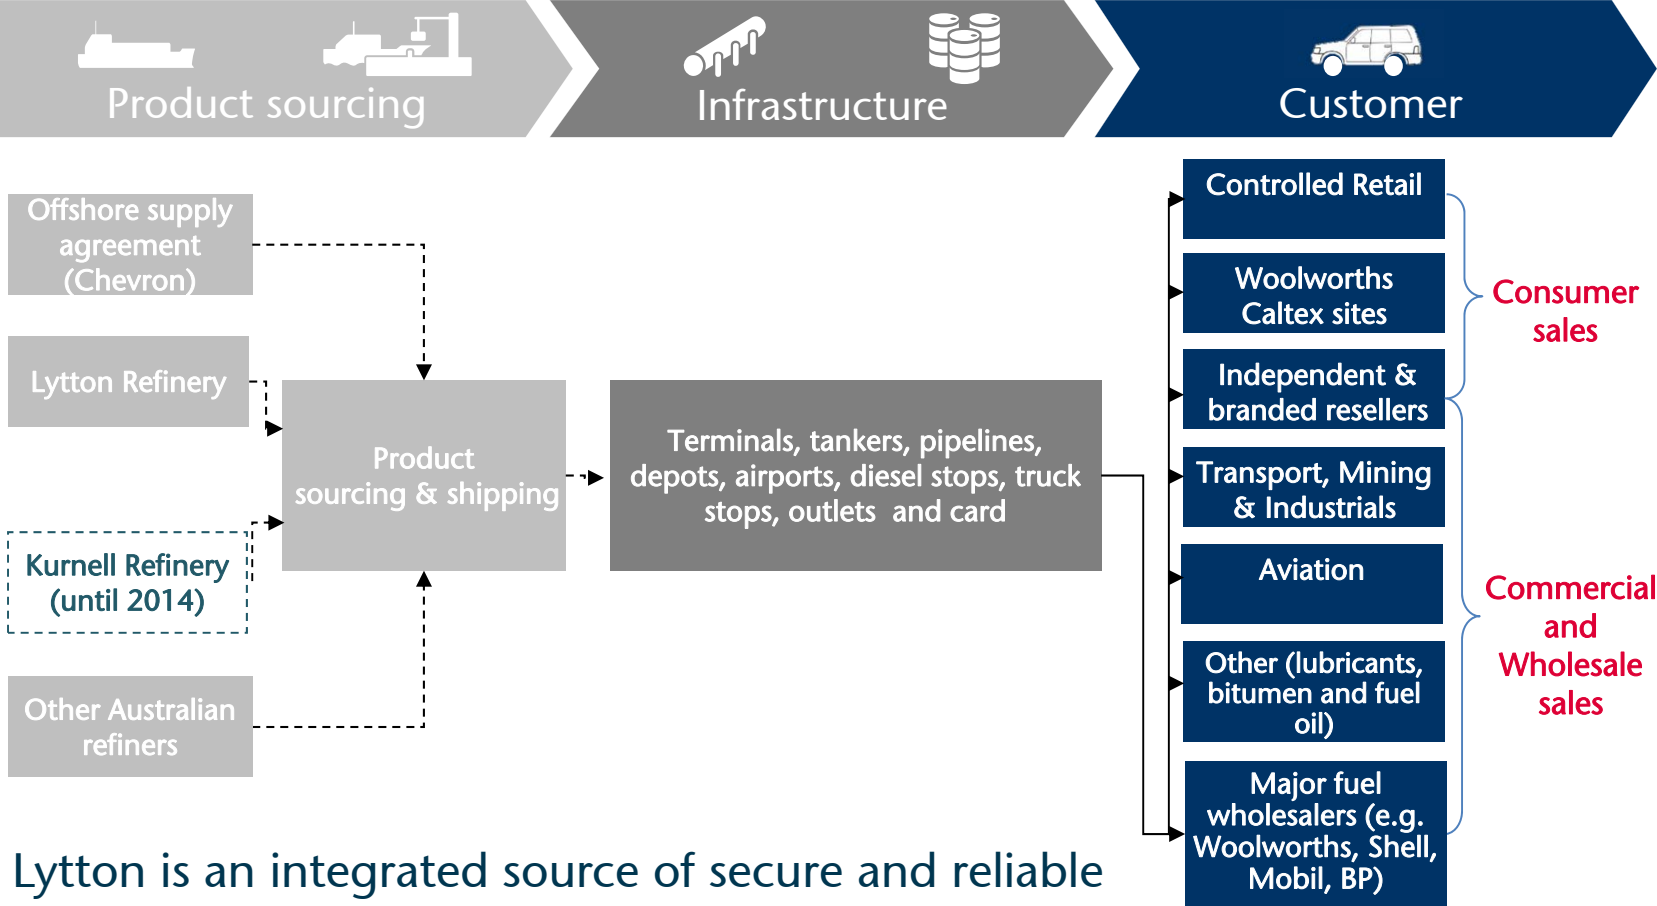 Product sourcing
Infrastructure
Customer
Offshore supply
agreement
(Chevron)
Lytton Refinery
Kurnell Refinery
(until 2014)
Other Australian
refiners
Product
sourcing & shipping
Terminals, tankers, pipelines,
depots, airports, diesel stops, truck
stops, outlets and card
Controlled Retail
Woolworths
Caltex sites
Independent &
branded resellers
Transport, Mining
& Industrials
Aviation
Other (lubricants,
bitumen and fuel
oil)
Major fuel
wholesalers (e.g.
Woolworths, Shell,
Mobil, BP)
Consumer
sales
Commercial
and
Wholesale
sales
Lytton is an integrated source of secure and reliable